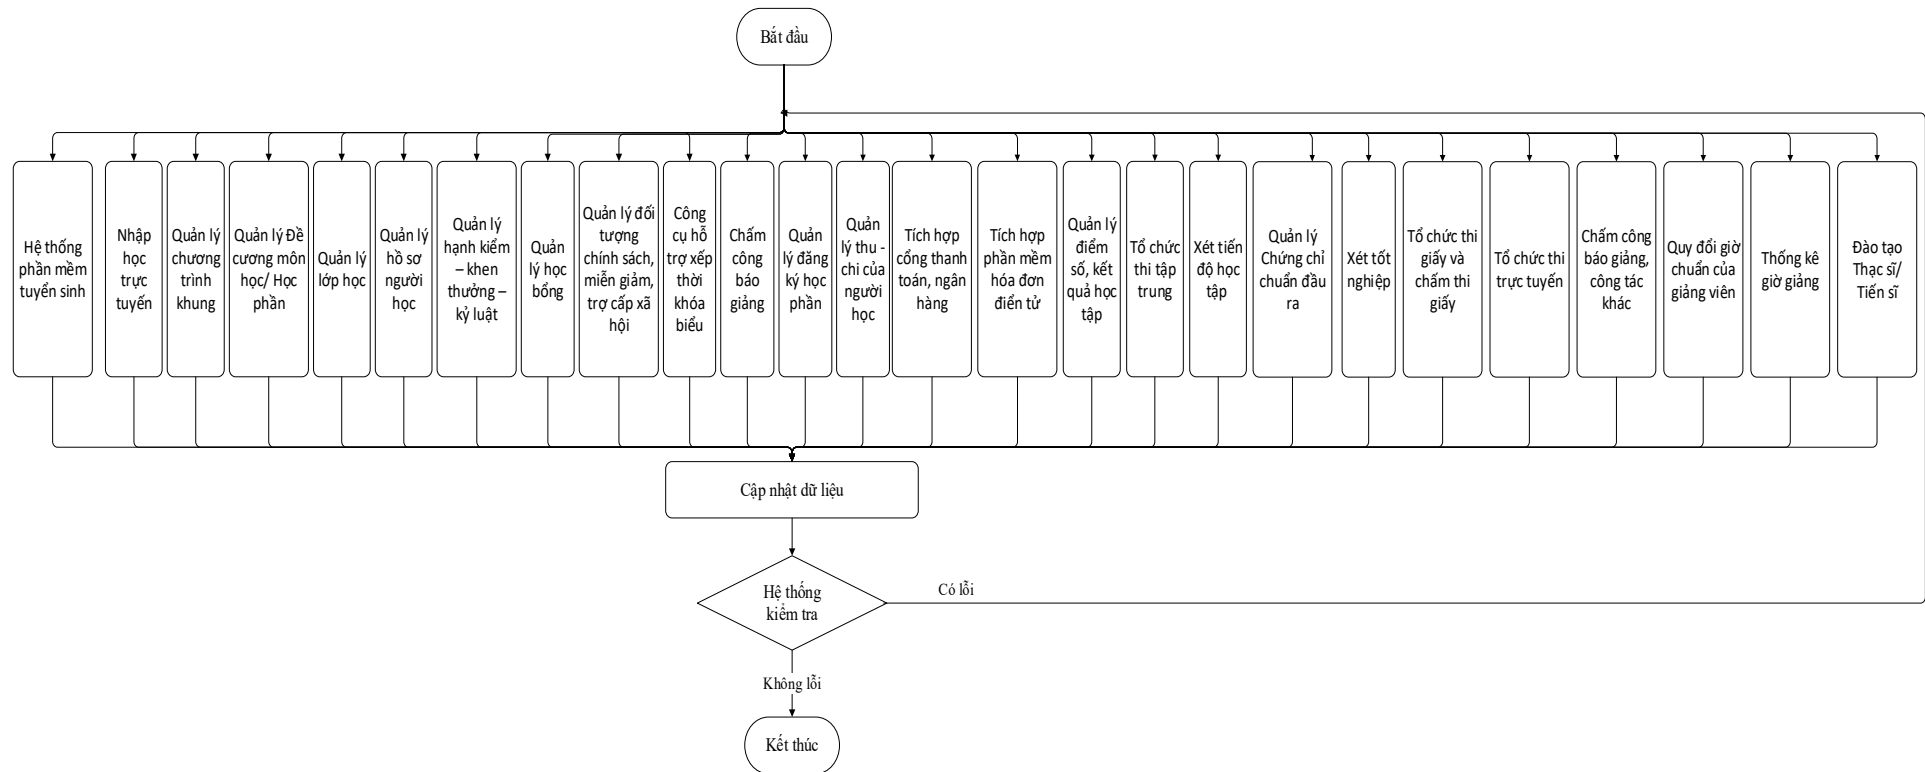 Bắt đầu
Hệ thống
phần mềm
tuyển sinh
Nhập
học
trực
tuyến
Quản lý
chương
trình
khung
Quản lý Đề
cương môn
học/ Học
phần
Quản lý
lớp học
Quản lý
hồ sơ
người
học
Quản lý
hạnh kiểm
– khen
thưởng –
kỷ luật
Quản
lý học
bổng
Quản lý đối
tượng
chính sách,
miễn giảm,
trợ cấp xã
hội
Công
cụ hỗ
trợ xếp
thời
khóa
biểu
Chấm
công
báo
giảng
Quản
lý đăng
ký học
phần
Quản
lý thu -
chi của
người
học
Tích hợp
cổng thanh
toán, ngân
hàng
Tích hợp
phần mềm
hóa đơn
điển tử
Quản lý
điểm
số, kết
quả học
tập
Tổ chức
thi tập
trung
Xét tiến
độ học
tập
Quản lý
Chứng chỉ
chuẩn đầu
ra
Xét tốt
nghiệp
Tổ chức thi
giấy và
chấm thi
giấy
Tổ chức thi
trực tuyến
Chấm công
báo giảng,
công tác
khác
Quy đổi giờ
chuẩn của
giảng viên
Thống kê
giờ giảng
Đào tạo
Thạc sĩ/
Tiến sĩ
Cập nhật dữ liệu
Hệ thống
kiểm tra
Có lỗi
Không lỗi
Kết thúc